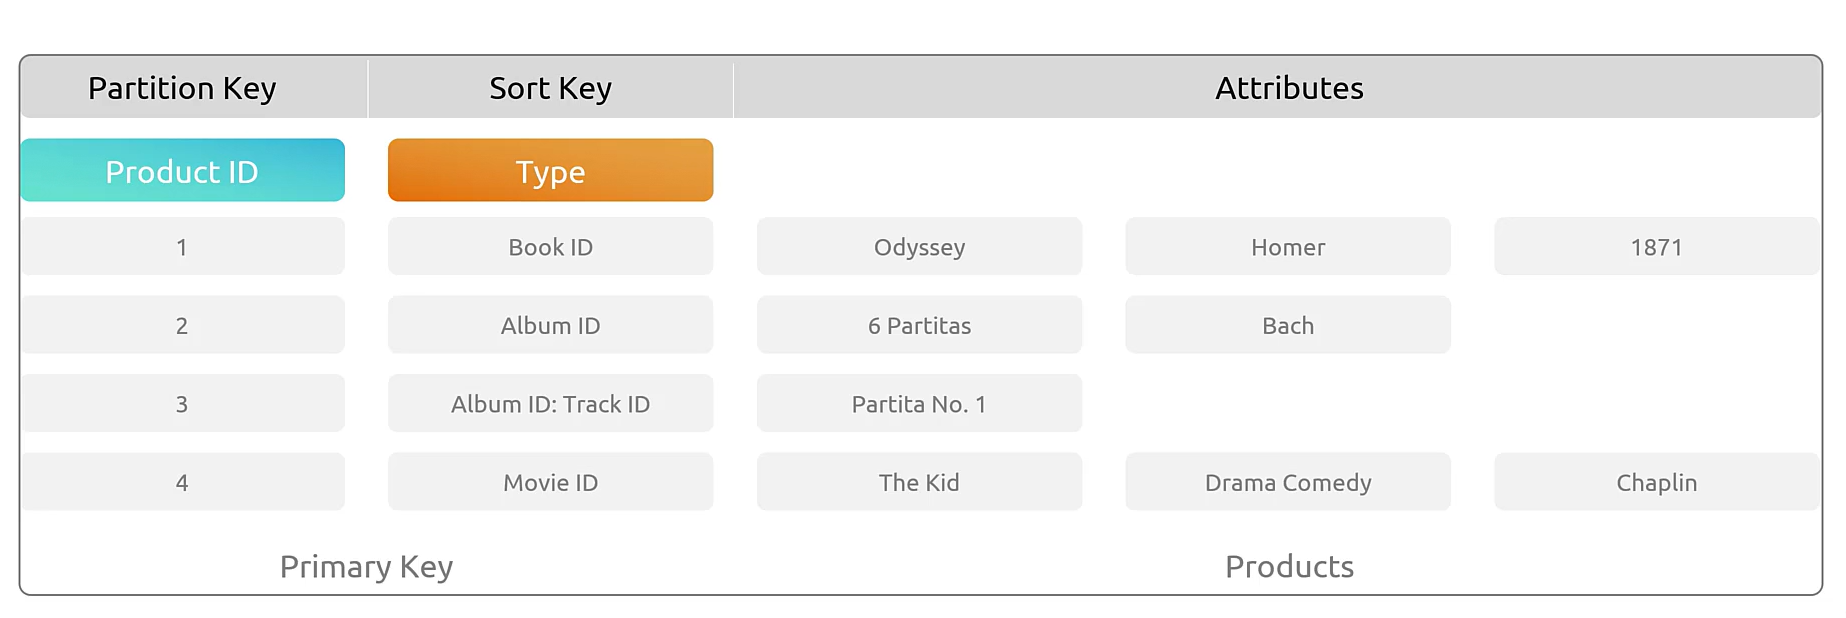 Partition Key Sort Key Attributes
Product ID Type
1 Book ID Odyssey Homer 1871
2 Album ID 6 Partitas Bach
3 Album ID: Track ID Partita No. 1
4 Movie ID The Kid Drama Comedy Chaplin
Primary Key Products